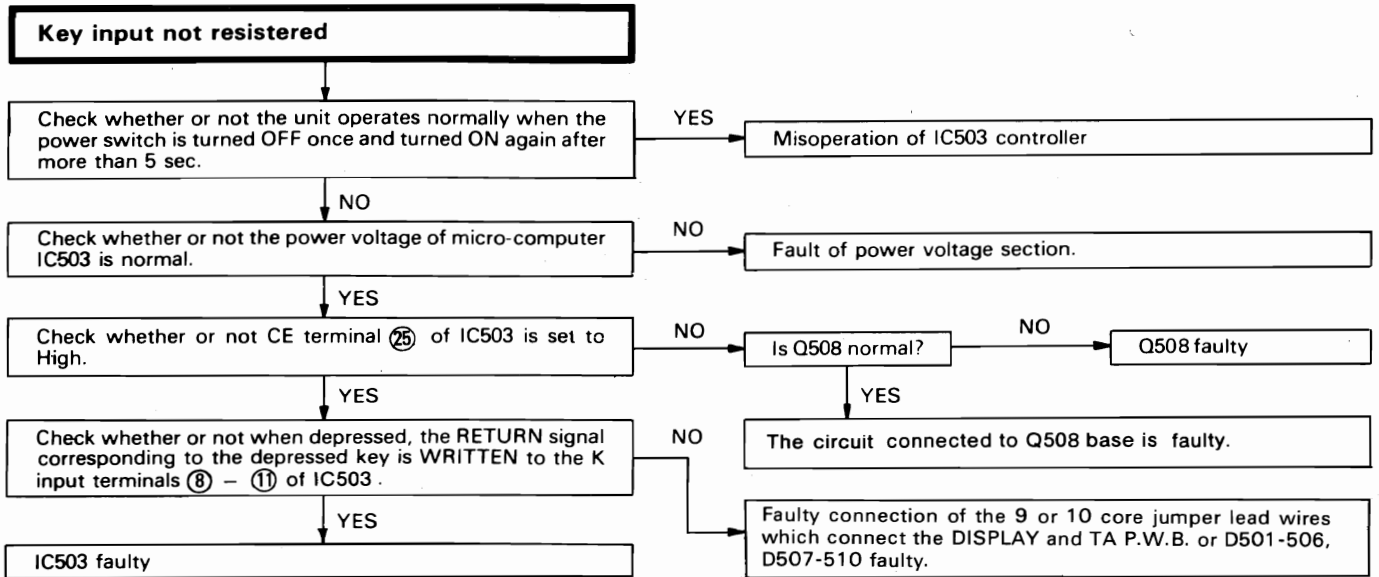 Key input not resistered
Check whether or not the unit operates normally when the
power switch is turned OFF once and turned ON again after
more than 5 sec.
YES
Misoperation of IC503 controller
NO
Check whether or not the power voltage of micro-computer
IC503 is normal.
NO
Fault of power voltage section.
YES
Check whether or not CE terminal ㉕ of IC503 is set to
High.
NO
Is Q508 normal?
NO
Q508 faulty
YES
YES
The circuit connected to Q508 base is faulty.
Check whether or not when depressed, the RETURN signal
corresponding to the depressed key is WRITTEN to the K
input terminals ⑧ – ⑪ of IC503.
NO
Faulty connection of the 9 or 10 core jumper lead wires
which connect the DISPLAY and TA P.W.B. or D501-506,
D507-510 faulty.
YES
IC503 faulty